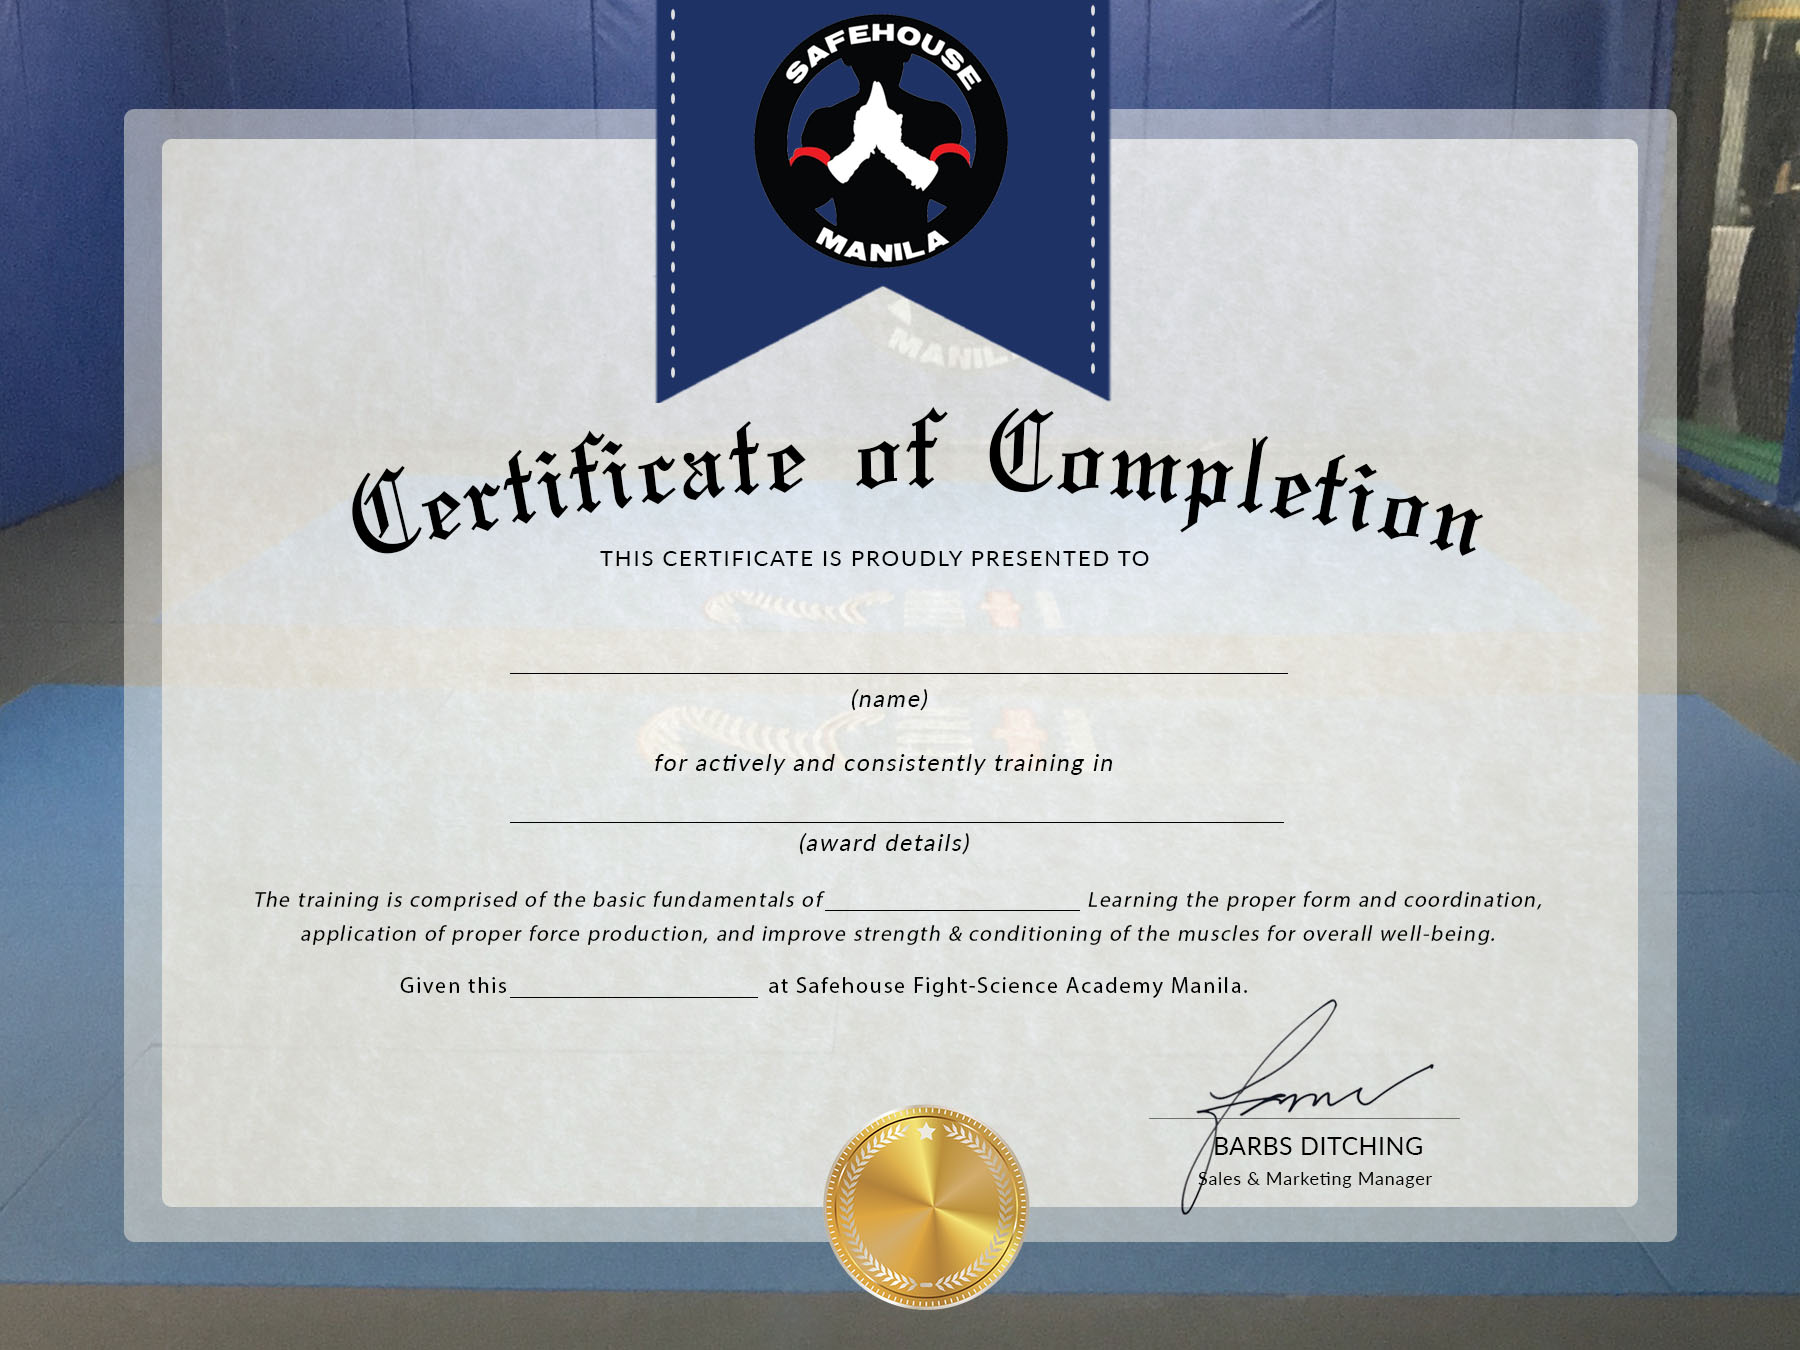 SAFEHOUSE
MANILA
MANIL
Certificate of Completion
THIS CERTIFICATE IS PROUDLY PRESENTED TO
(name)
for actively and consistently training in
(award details)
The training is comprised of the basic fundamentals of Learning the proper form and coordination,
application of proper force production, and improve strength & conditioning of the muscles for overall well-being.
Given this at Safehouse Fight-Science Academy Manila.
BARBS DITCHING
Sales & Marketing Manager